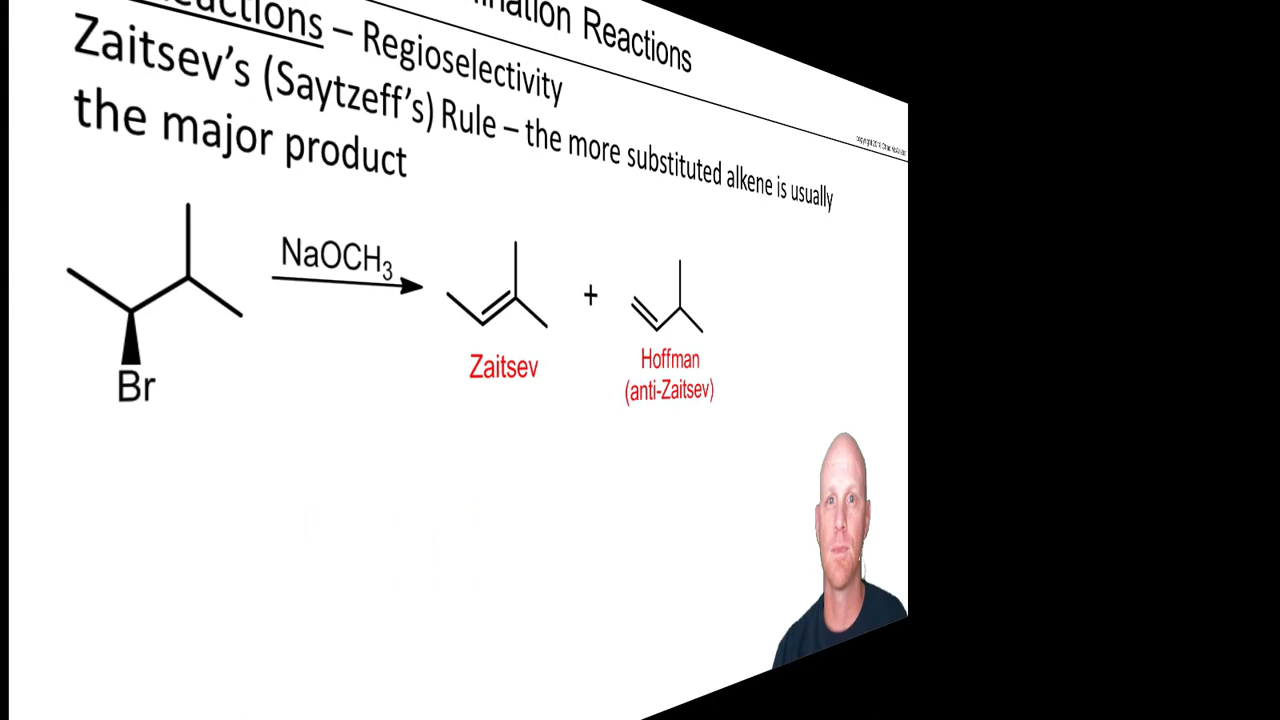 Reactions
Reactions – Regioselectivity
Zaitsev's (Saytzeff's) Rule – the more substituted alkene is usually
the major product
NaOCH3
+
Br
Zaitsev
Hoffman
(anti-Zaitsev)